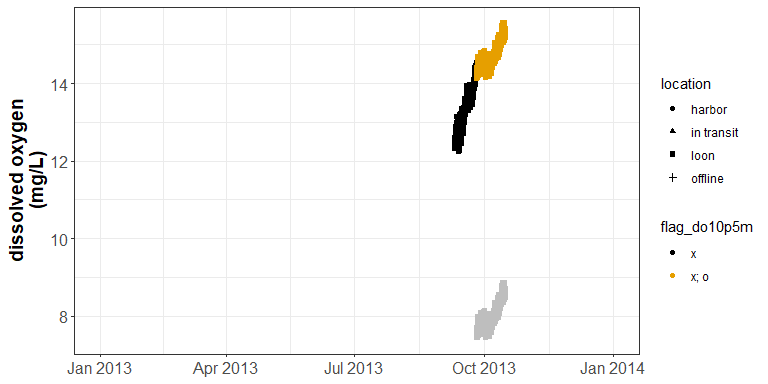 dissolved oxygen
(mg/L)
14
12
10
8
Jan 2013
Apr 2013
Jul 2013
Oct 2013
Jan 2014
location
harbor
in transit
loon
offline
flag_do10p5m
x
x; o